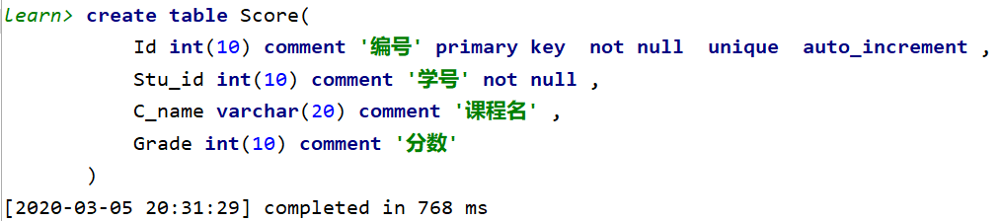 learn> create table Score(
Id int(10) comment '编号' primary key  not null  unique  auto_increment ,
Stu_id int(10) comment '学号' not null ,
C_name varchar(20) comment '课程名' ,
Grade int(10) comment '分数'
)
[2020-03-05 20:31:29] completed in 768 ms